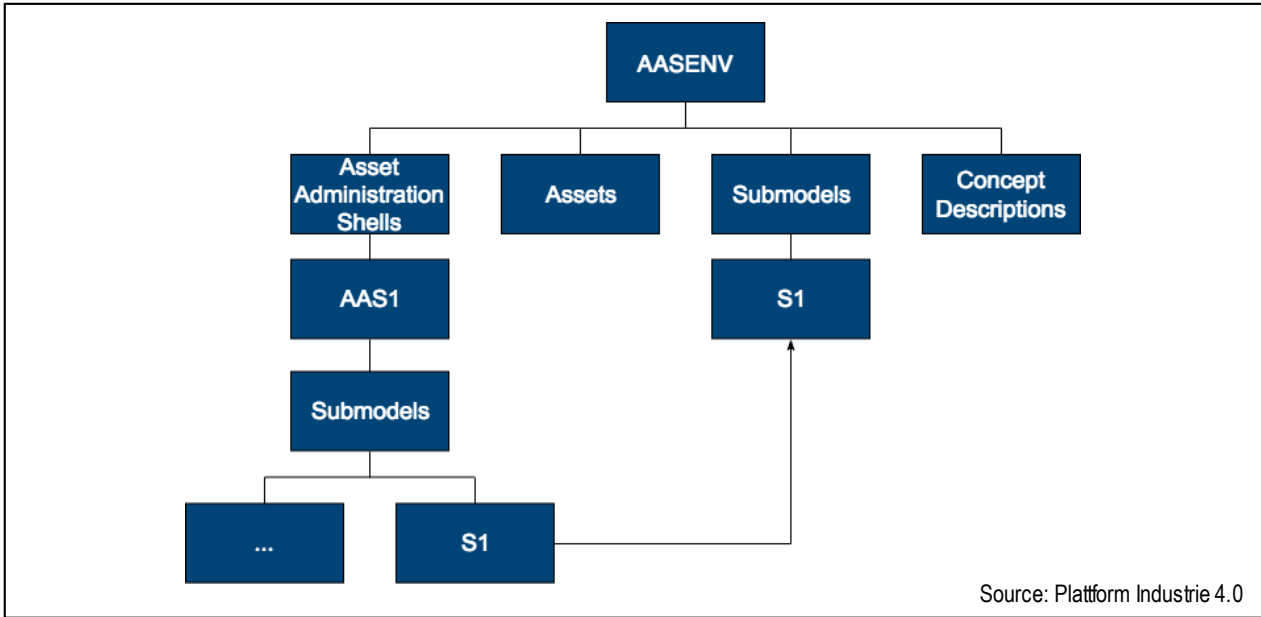 AASENV
Asset
Administration
Shells
Assets
Submodels
Concept
Descriptions
AAS1
S1
Submodels
...
S1
Source: Plattform Industrie 4.0